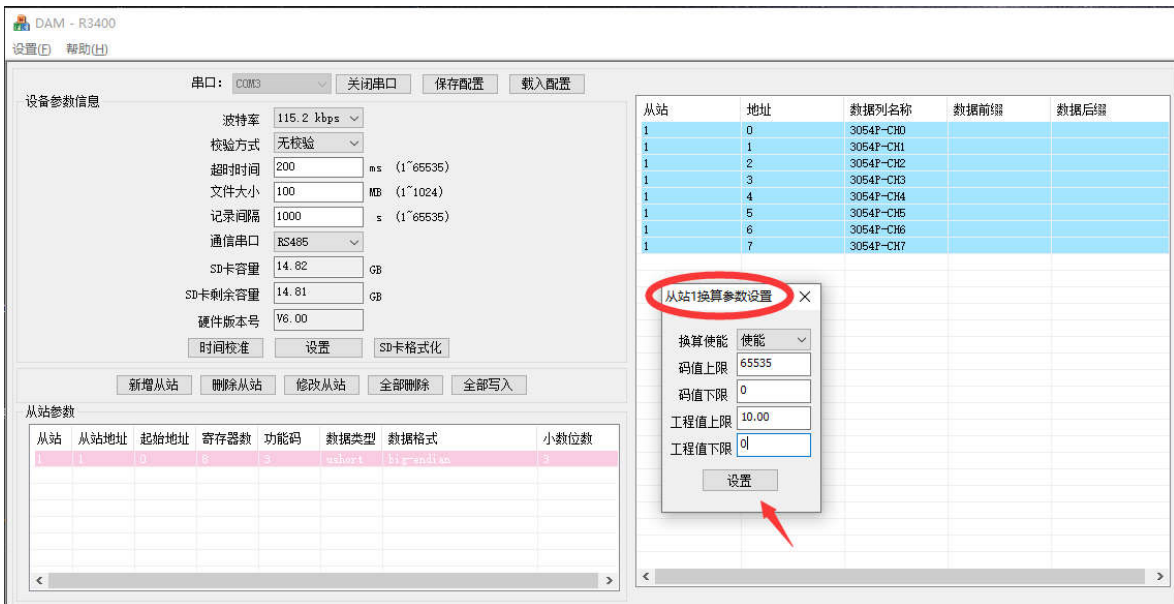 DAM - R3400
设置(F) 帮助(H)
串口： COM3 关闭串口 保存配置 载入配置
设备参数信息
波特率 115.2 kbps
校验方式 无校验
超时时间 200 ms (1~65535)
文件大小 100 MB (1~1024)
记录间隔 1000 s (1~65535)
通信串口 RS485
SD卡容量 14.82 GB
SD卡剩余容量 14.81 GB
硬件版本号 V6.00
时间校准 设置 SD卡格式化
新增从站 删除从站 修改从站 全部删除 全部写入
从站参数
从站 从站地址 起始地址 寄存器数 功能码 数据类型 数据格式 小数位数
1 1 0 8 3 ushort big-endian 3
从站 地址 数据列名称 数据前缀 数据后缀
1 0 3054P-CH0
1 1 3054P-CH1
1 2 3054P-CH2
1 3 3054P-CH3
1 4 3054P-CH4
1 5 3054P-CH5
1 6 3054P-CH6
1 7 3054P-CH7
从站1换算参数设置
换算使能 使能
码值上限 65535
码值下限 0
工程值上限 10.00
工程值下限 0
设置